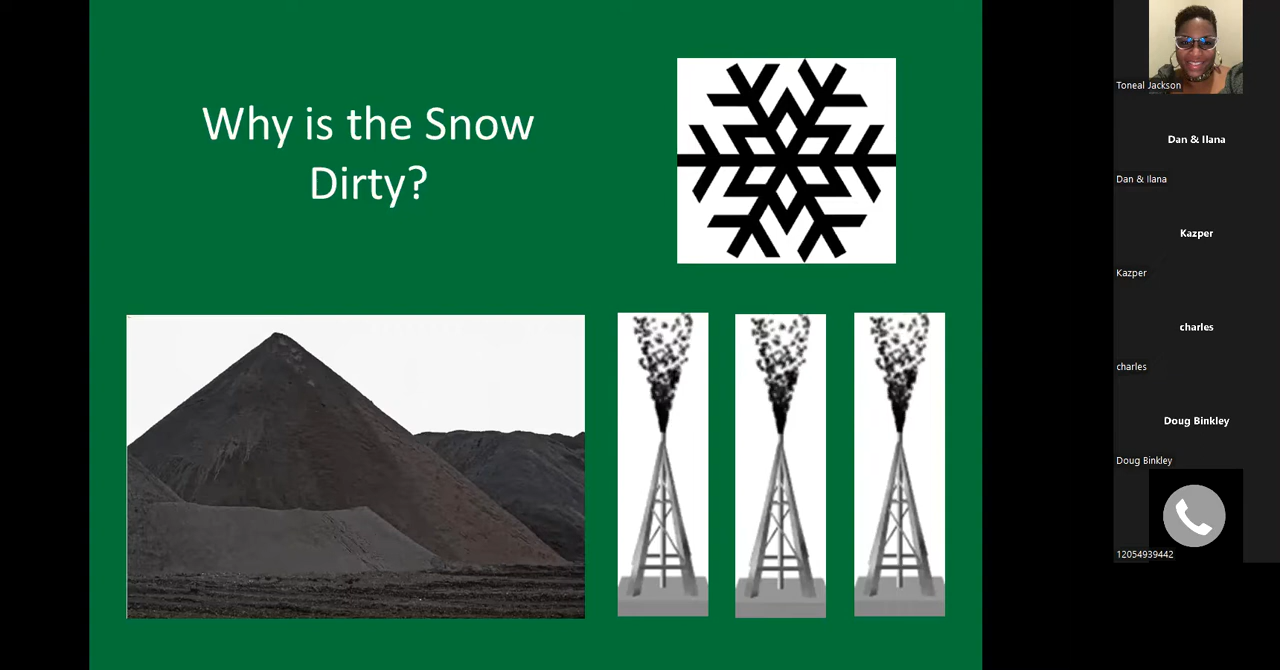 Why is the Snow
Dirty?
Toneal Jackson
Dan & Ilana
Dan & Ilana
Kazper
Kazper
charles
charles
Doug Binkley
Doug Binkley
12054939442